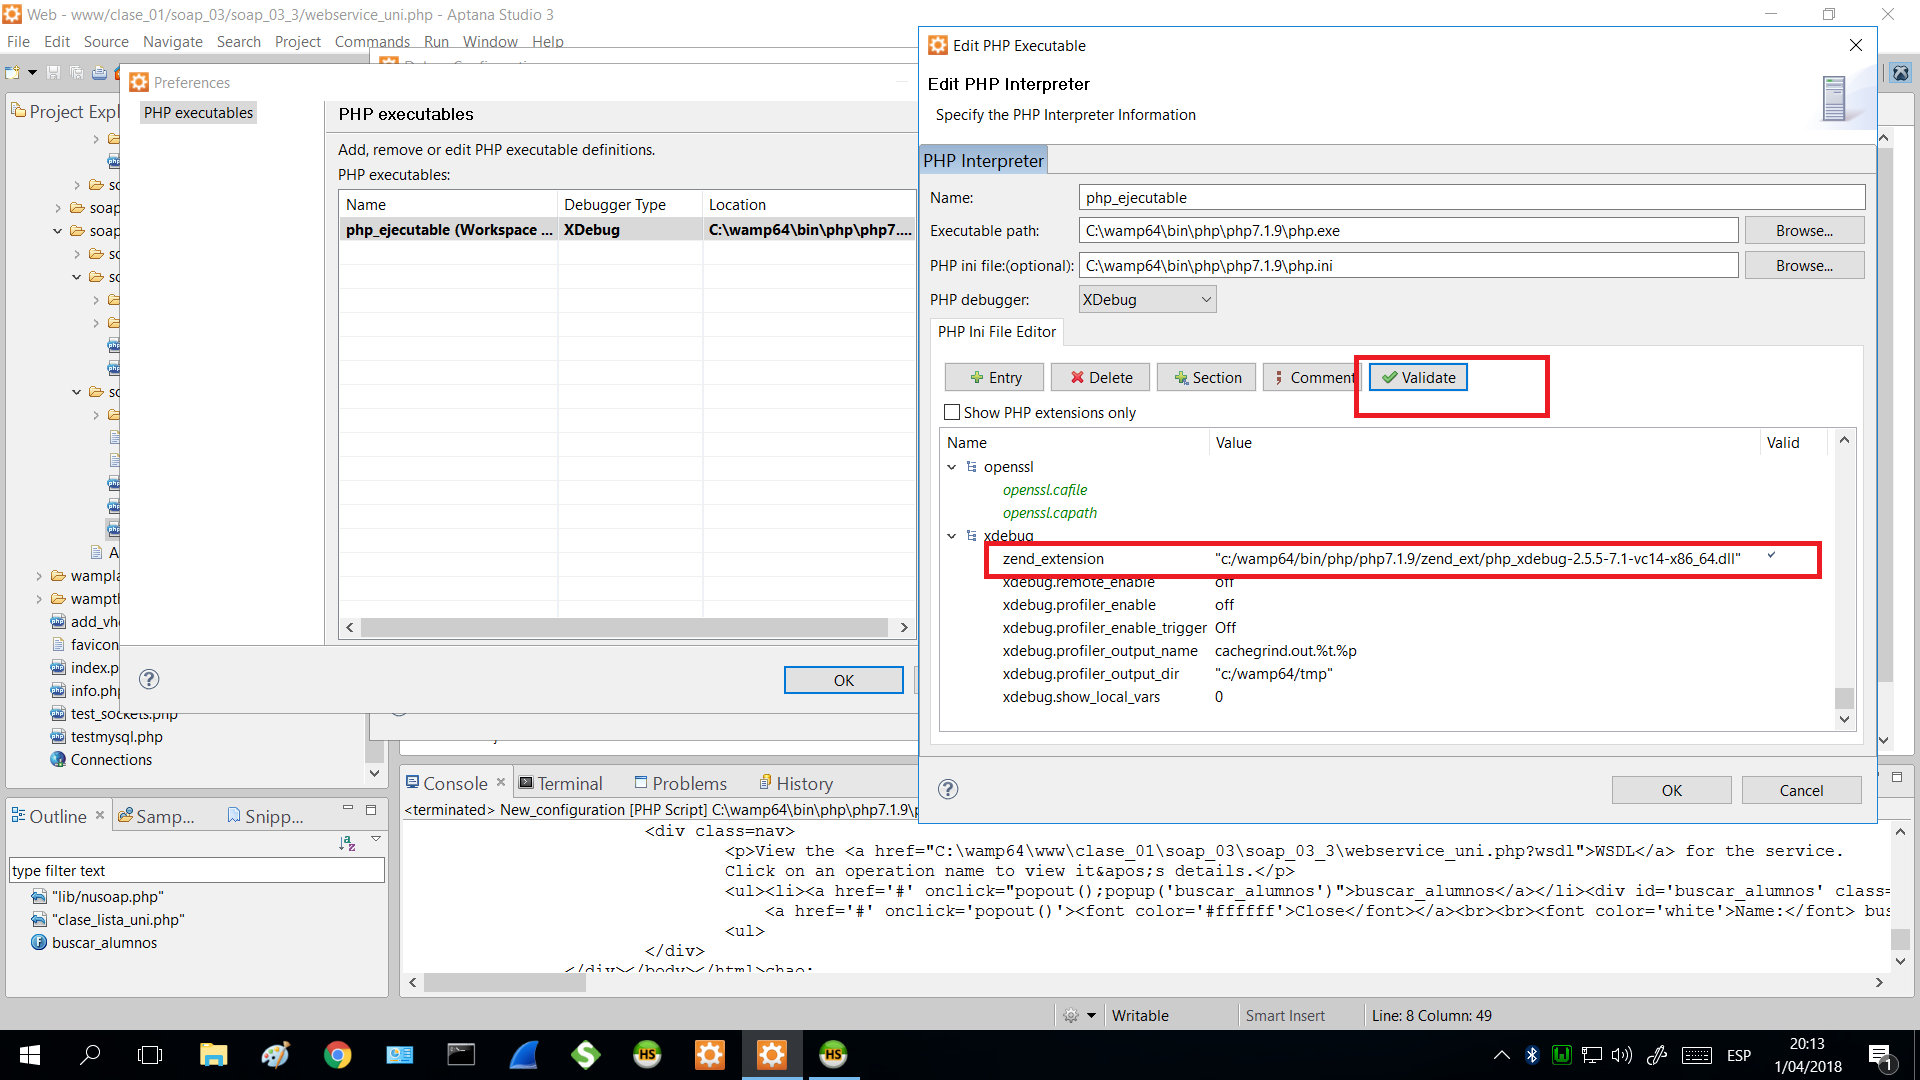 Web - www/clase_01/soap_03/soap_03_3/webservice_uni.php - Aptana Studio 3
File Edit Source Navigate Search Project Commands Run Window Help
Project Expl
so
soap
soap
so
so
so
A
wampla
wampth
add_vho
favicon
index.p
info.php
test_sockets.php
testmysql.php
Connections
Preferences
PHP executables
PHP executables
Add, remove or edit PHP executable definitions.
PHP executables:
Name Debugger Type Location
php_ejecutable (Workspace ... XDebug C:\wamp64\bin\php\php7....
OK
Edit PHP Executable
Edit PHP Interpreter
Specify the PHP Interpreter Information
PHP Interpreter
Name: php_ejecutable
Executable path: C:\wamp64\bin\php\php7.1.9\php.exe Browse...
PHP ini file:(optional): C:\wamp64\bin\php\php7.1.9\php.ini Browse...
PHP debugger: XDebug
PHP Ini File Editor
Entry Delete Section Comment Validate
Show PHP extensions only
Name Value Valid
openssl
openssl.cafile
openssl.capath
xdebug
zend_extension "c:/wamp64/bin/php/php7.1.9/zend_ext/php_xdebug-2.5.5-7.1-vc14-x86_64.dll"
xdebug.remote_enable off
xdebug.profiler_enable off
xdebug.profiler_enable_trigger Off
xdebug.profiler_output_name cachegrind.out.%t.%p
xdebug.profiler_output_dir "c:/wamp64/tmp"
xdebug.show_local_vars 0
OK Cancel
Outline Samp... Snipp...
type filter text
"lib/nusoap.php"
"clase_lista_uni.php"
buscar_alumnos
Console Terminal Problems History
<terminated> New_configuration [PHP Script] C:\wamp64\bin\php\php7.1.9\p
<div class=nav>
<p>View the <a href="C:\wamp64\www\clase_01\soap_03\soap_03_3\webservice_uni.php?wsdl">WSDL</a> for the service.
Click on an operation name to view it&apos;s details.</p>
<ul><li><a href='#' onclick="popout();popup('buscar_alumnos')">buscar_alumnos</a></li><div id='buscar_alumnos' class=
<a href='#' onclick='popout()'><font color='#ffffff'>Close</font></a><br><br><font color='white'>Name:</font> bus
<ul>
</div>
</div></body></html>chao;
Writable Smart Insert Line: 8 Column: 49
ESP
20:13
1/04/2018
1